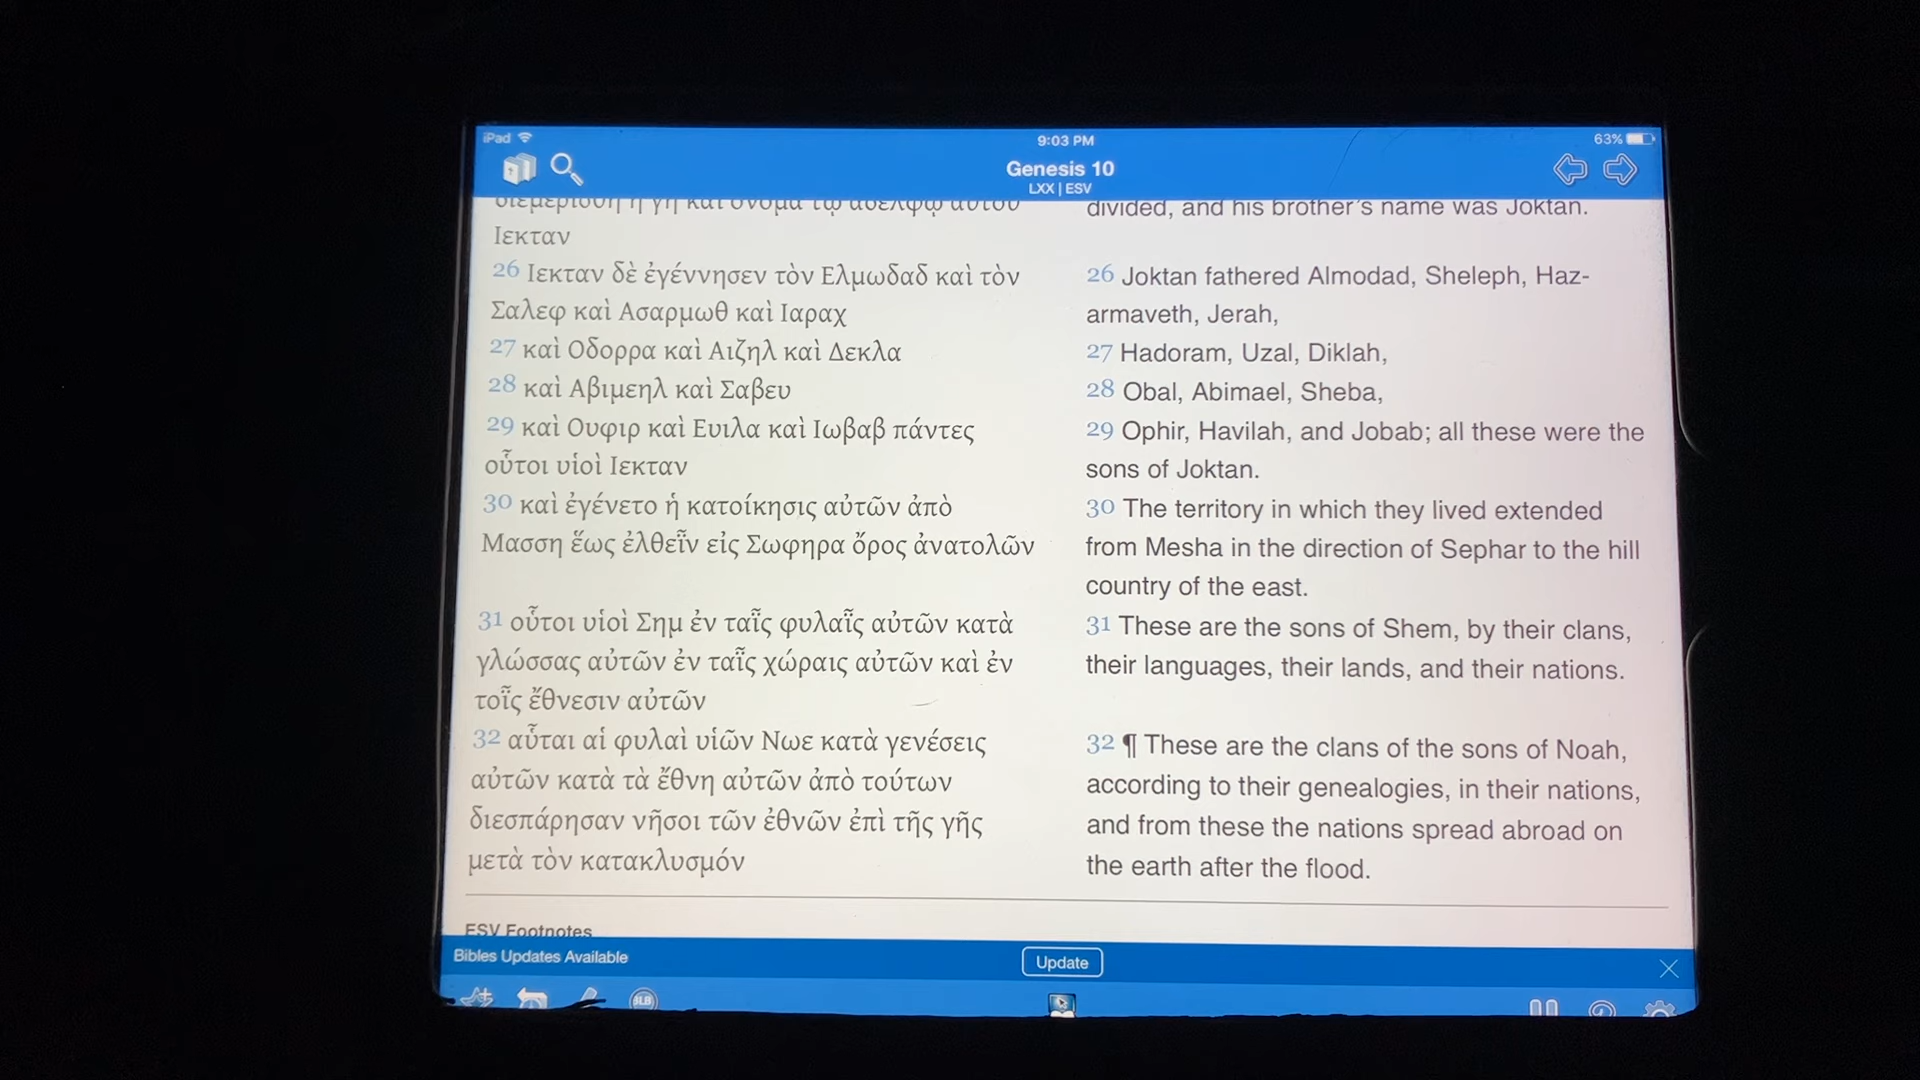 iPad
9:03 PM
63%
Genesis 10
LXX | ESV
διεμερίσθη ἡ γῆ καὶ ὄνομα τῷ ἀδελφῷ αὐτοῦ
Ιεκταν
26 Ιεκταν δὲ ἐγέννησεν τὸν Ελμωδαδ καὶ τὸν
Σαλεφ καὶ Ασαρμωθ καὶ Ιαραχ
27 καὶ Οδορρα καὶ Αιζηλ καὶ Δεκλα
28 καὶ Αβιμεηλ καὶ Σαβευ
29 καὶ Ουφιρ καὶ Ευιλα καὶ Ιωβαβ πάντες
οὗτοι υἱοὶ Ιεκταν
30 καὶ ἐγένετο ἡ κατοίκησις αὐτῶν ἀπὸ
Μασση ἕως ἐλθεῖν εἰς Σωφηρα ὄρος ἀνατολῶν
31 οὗτοι υἱοὶ Σημ ἐν ταῖς φυλαῖς αὐτῶν κατὰ
γλώσσας αὐτῶν ἐν ταῖς χώραις αὐτῶν καὶ ἐν
τοῖς ἔθνεσιν αὐτῶν
32 αὗται αἱ φυλαὶ υἱῶν Νωε κατὰ γενέσεις
αὐτῶν κατὰ τὰ ἔθνη αὐτῶν ἀπὸ τούτων
διεσπάρησαν νῆσοι τῶν ἐθνῶν ἐπὶ τῆς γῆς
μετὰ τὸν κατακλυσμόν
divided, and his brother's name was Joktan.
26 Joktan fathered Almodad, Sheleph, Haz-
armaveth, Jerah,
27 Hadoram, Uzal, Diklah,
28 Obal, Abimael, Sheba,
29 Ophir, Havilah, and Jobab; all these were the
sons of Joktan.
30 The territory in which they lived extended
from Mesha in the direction of Sephar to the hill
country of the east.
31 These are the sons of Shem, by their clans,
their languages, their lands, and their nations.
32 ¶ These are the clans of the sons of Noah,
according to their genealogies, in their nations,
and from these the nations spread abroad on
the earth after the flood.
ESV Footnotes
Bibles Updates Available
Update
BLB